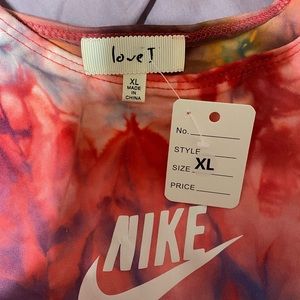 love T
XL
MADE IN
CHINA
No.
STYLE
SIZE XL
PRICE
NIKE